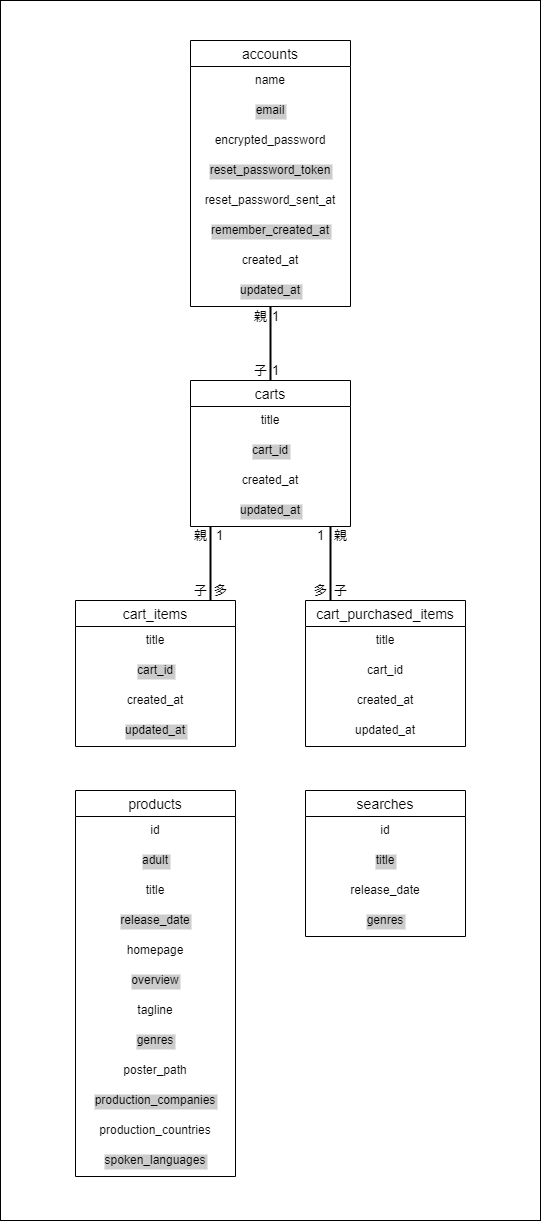 accounts
name
email
encrypted_password
reset_password_token
reset_password_sent_at
remember_created_at
created_at
updated_at
親 1
子 1
carts
title
cart_id
created_at
updated_at
親 1
1 親
子 多
多 子
cart_items
title
cart_id
created_at
updated_at
cart_purchased_items
title
cart_id
created_at
updated_at
products
id
adult
title
release_date
homepage
overview
tagline
genres
poster_path
production_companies
production_countries
spoken_languages
searches
id
title
release_date
genres